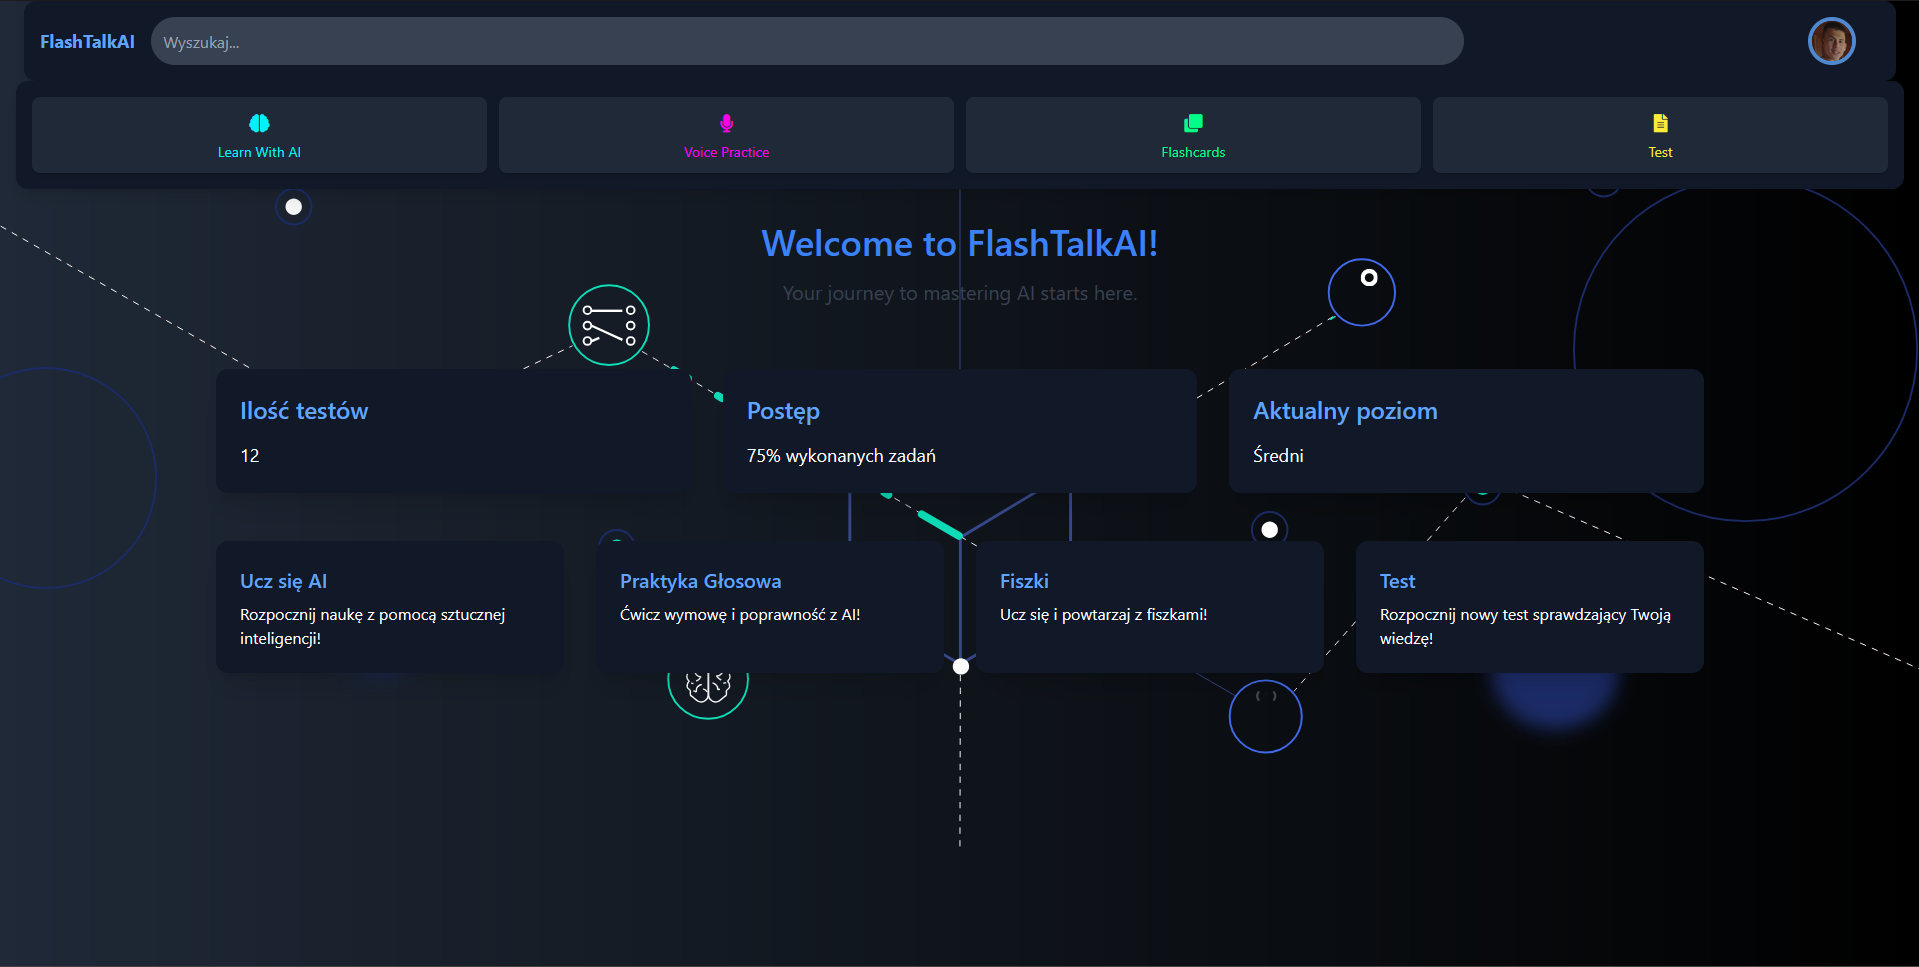 FlashTalkAI
Wyszukaj...
Learn With AI
Voice Practice
Flashcards
Test
Welcome to FlashTalkAI!
Your journey to mastering AI starts here.
Ilość testów
12
Postęp
75% wykonanych zadań
Aktualny poziom
Średni
Ucz się AI
Rozpocznij naukę z pomocą sztucznej
inteligencji!
Praktyka Głosowa
Ćwicz wymowę i poprawność z AI!
Fiszki
Ucz się i powtarzaj z fiszkami!
Test
Rozpocznij nowy test sprawdzający Twoją
wiedzę!